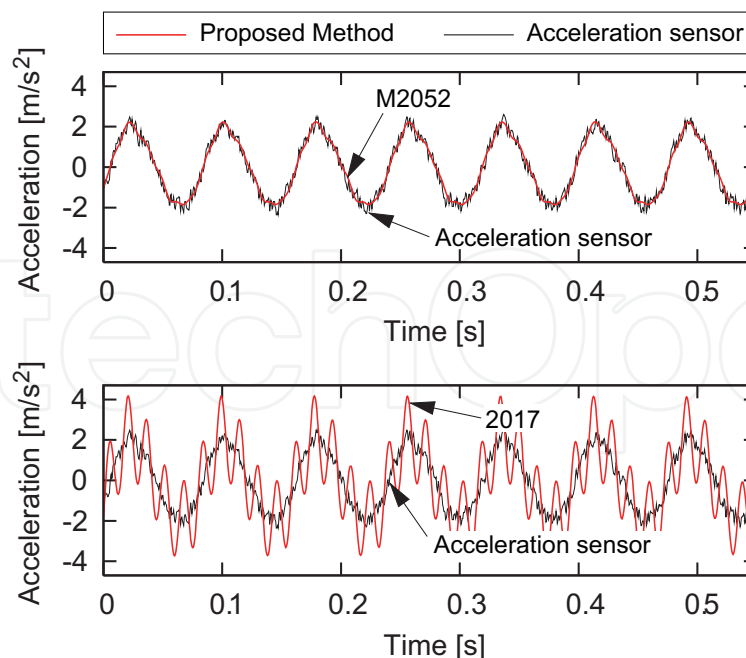 Proposed Method Acceleration sensor
Acceleration [m/s2]
4
2
0
-2
-4
M2052
Acceleration sensor
0 0.1 0.2 0.3 0.4 0.5
Time [s]
Acceleration [m/s2]
4
2
0
-2
-4
2017
Acceleration sensor
0 0.1 0.2 0.3 0.4 0.5
Time [s]
techOp